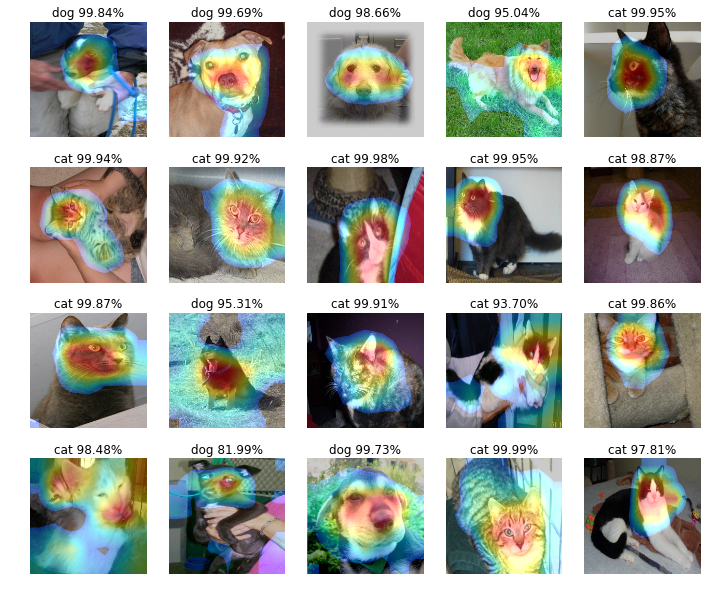 dog 99.84%
dog 99.69%
dog 98.66%
dog 95.04%
cat 99.95%
cat 99.94%
cat 99.92%
cat 99.98%
cat 99.95%
cat 98.87%
cat 99.87%
dog 95.31%
cat 99.91%
cat 93.70%
cat 99.86%
cat 98.48%
dog 81.99%
dog 99.73%
cat 99.99%
cat 97.81%